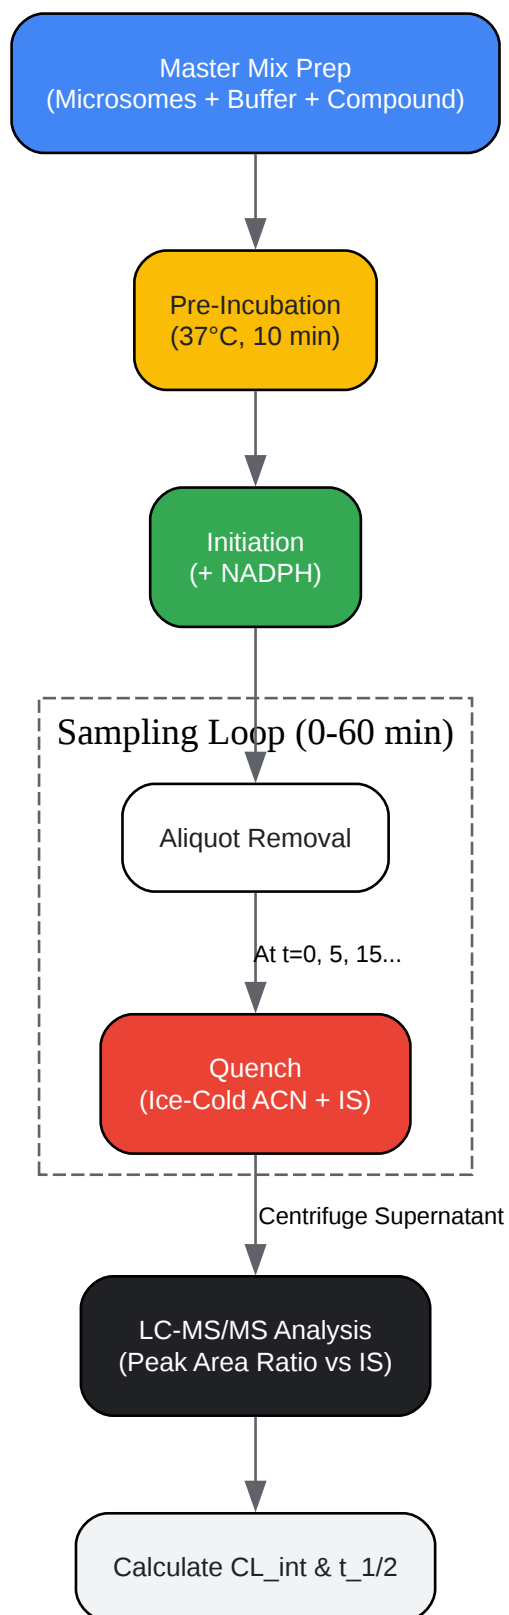 Master Mix Prep
(Microsomes + Buffer + Compound)
Pre-Incubation
(37°C, 10 min)
Initiation
(+ NADPH)
Sampling Loop (0-60 min)
Aliquot Removal
At t=0, 5, 15...
Quench
(Ice-Cold ACN + IS)
Centrifuge Supernatant
LC-MS/MS Analysis
(Peak Area Ratio vs IS)
Calculate CL_int & t_1/2